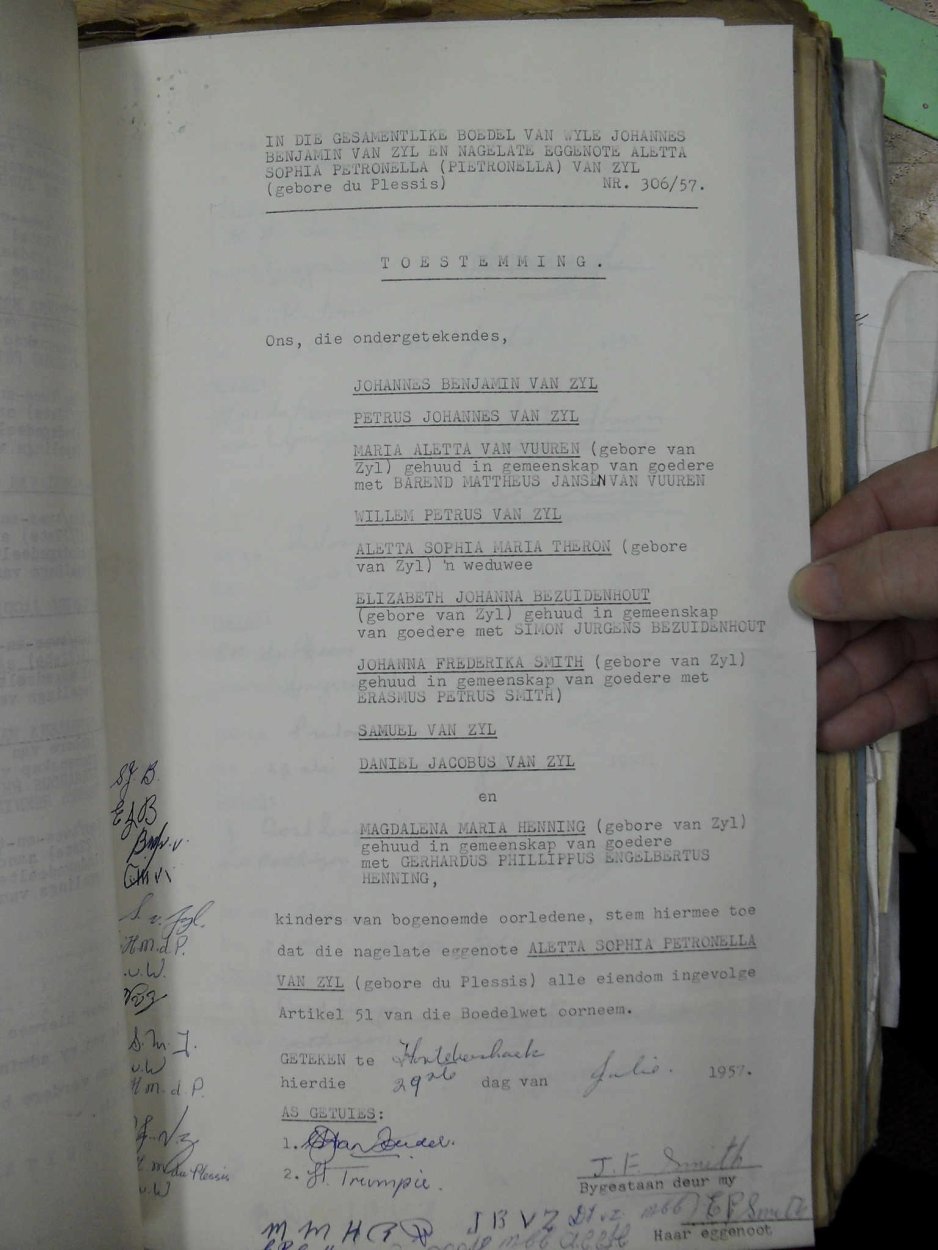 IN DIE GESAMENTLIKE BOEDEL VAN WYLE JOHANNES
BENJAMIN VAN ZYL EN NAGELATE EGGENOTE ALETTA
SOPHIA PETRONELLA (PIETRONELLA) VAN ZYL
(gebore du Plessis) NR. 306/57.
TOESTEMMING.
Ons, die ondergetekendes,
JOHANNES BENJAMIN VAN ZYL
PETRUS JOHANNES VAN ZYL
MARIA ALETTA VAN VUUREN (gebore van
Zyl) gehuud in gemeenskap van goedere
met BAREND MATTHEUS JANSEN VAN VUUREN
WILLEM PETRUS VAN ZYL
ALETTA SOPHIA MARIA THERON (gebore
van Zyl) 'n weduwee
ELIZABETH JOHANNA BEZUIDENHOUT
(gebore van Zyl) gehuud in gemeenskap
van goedere met SIMON JURGENS BEZUIDENHOUT
JOHANNA FREDERIKA SMITH (gebore van Zyl)
gehuud in gemeenskap van goedere met
ERASMUS PETRUS SMITH)
SAMUEL VAN ZYL
DANIEL JACOBUS VAN ZYL
en
MAGDALENA MARIA HENNING (gebore van Zyl)
gehuud in gemeenskap van goedere
met GERHARDUS PHILLIPPUS ENGELBERTUS
HENNING,
S.J. B.
E J B
S. v. Zyl.
H.m.d.P.
v.W.
kinders van bogenoemde oorledene, stem hiermee toe
dat die nagelate eggenote ALETTA SOPHIA PETRONELLA
VAN ZYL (gebore du Plessis) alle eiendom ingevolge
Artikel 51 van die Boedelwet oorneem.
v.W
H.m.d.P.
GETEKEN te
hierdie 29ste dag van Julie. 1957.
AS GETUIES:
1.
2. H. Trumpie.
H.m. du Plessis
v.W
J.F Smith
Bygestaan deur my
E P Smith
Haar eggenoot
M M H
J B V Z